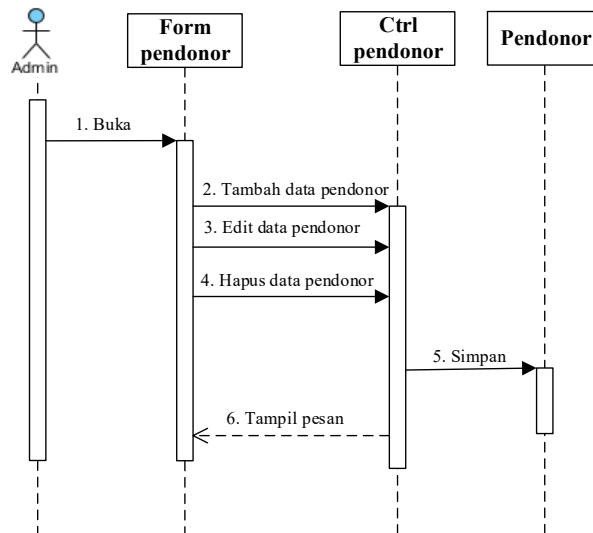 Admin
Form
pendonor
Ctrl
pendonor
Pendonor
1. Buka
2. Tambah data pendonor
3. Edit data pendonor
4. Hapus data pendonor
5. Simpan
6. Tampil pesan